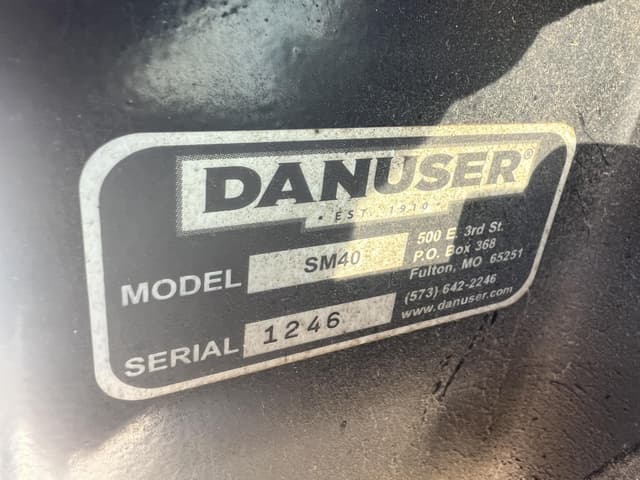 DANUSER®
• EST. 1910 •
MODEL SM40
500 E. 3rd St.
P.O. Box 368
Fulton, MO 65251
(573) 642-2246
www.danuser.com
SERIAL 1246